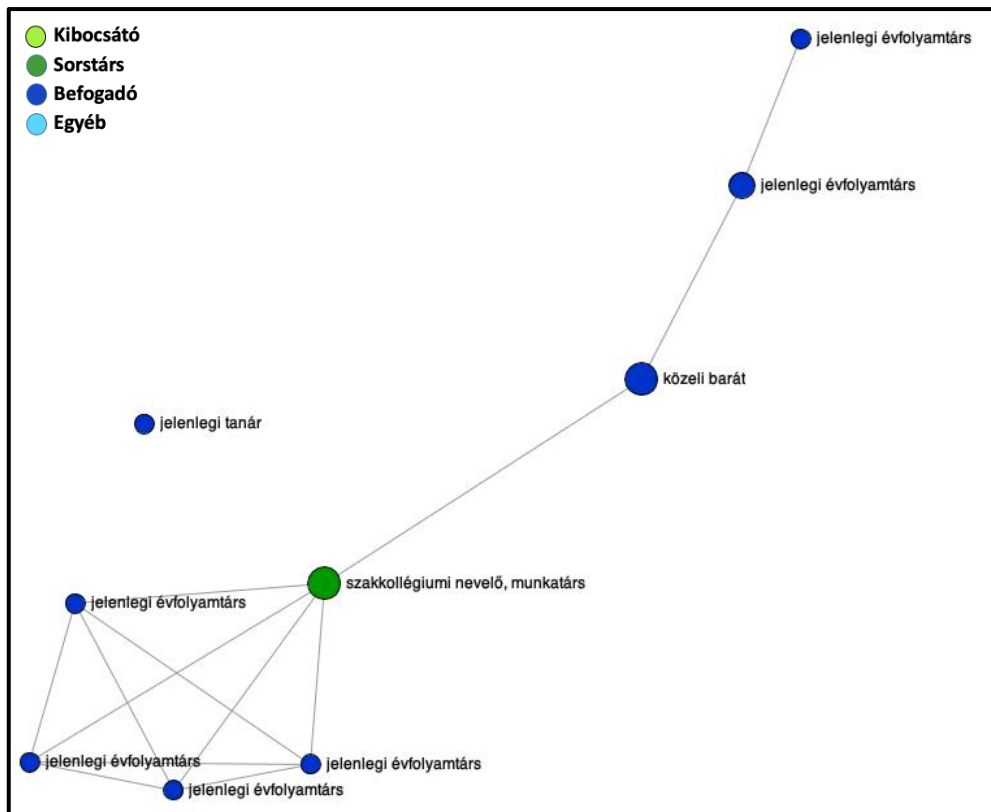 Kibocsátó
Sorstárs
Befogadó
Egyéb
jelenlegi évfolyamtárs
jelenlegi évfolyamtárs
közeli barát
jelenlegi tanár
szakkollégiumi nevelő, munkatárs
jelenlegi évfolyamtárs
jelenlegi évfolyamtárs
jelenlegi évfolyamtárs
jelenlegi évfolyamtárs